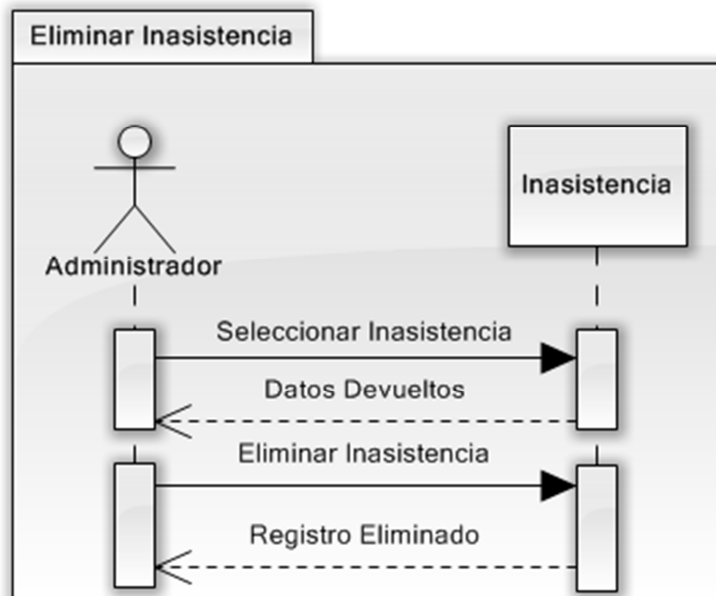 Eliminar Inasistencia
Inasistencia
Administrador
Seleccionar Inasistencia
Datos Devueltos
Eliminar Inasistencia
Registro Eliminado